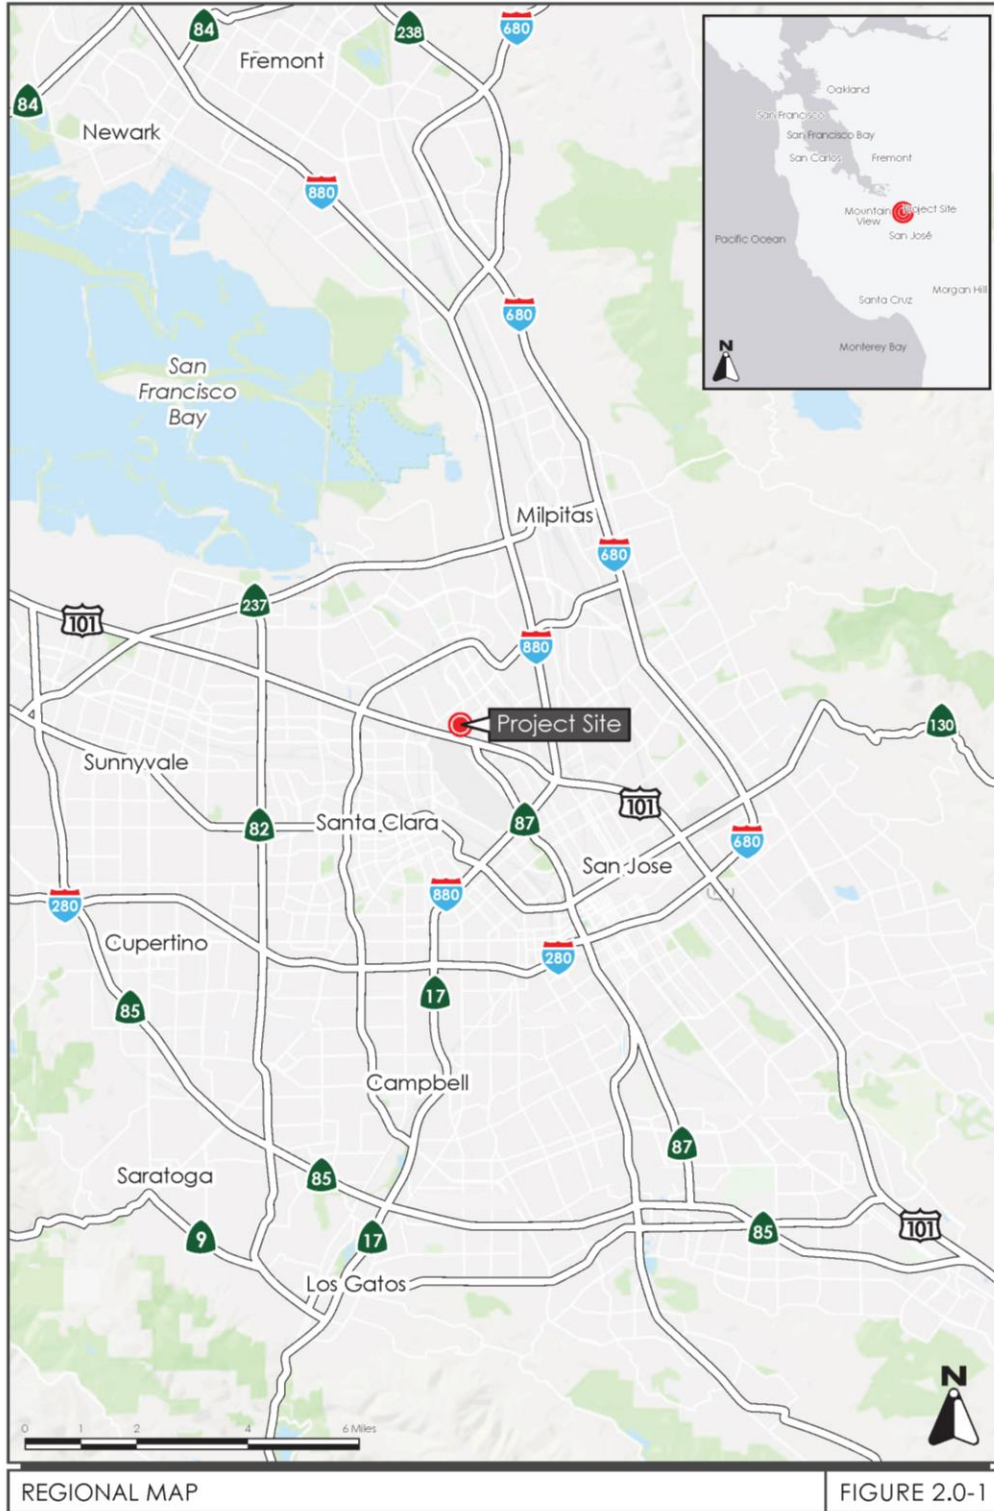 84
238
680
Fremont
84
Newark
880
Oakland
San Francisco
San Francisco Bay
San Carlos
Fremont
Mountain
View
Project Site
San José
Pacific Ocean
Morgan Hill
Santa Cruz
Monterey Bay
N
680
San
Francisco
Bay
Milpitas
680
237
101
880
Project Site
130
Sunnyvale
101
82
Santa Clara
87
680
San Jose
880
280
Cupertino
280
17
85
Campbell
87
Saratoga
85
9
17
85
101
Los Gatos
N
0 1 2 4 6 Miles
REGIONAL MAP
FIGURE 2.0-1